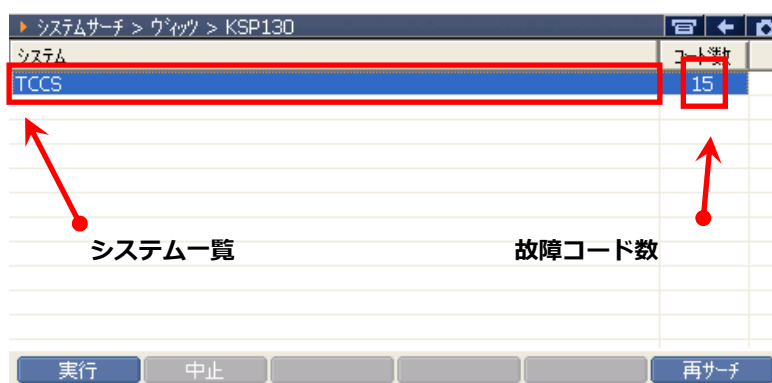 システムサーチ > ヴィッツ > KSP130
システム コード数
TCCS 15
システム一覧 故障コード数
実行 中止 再サーチ